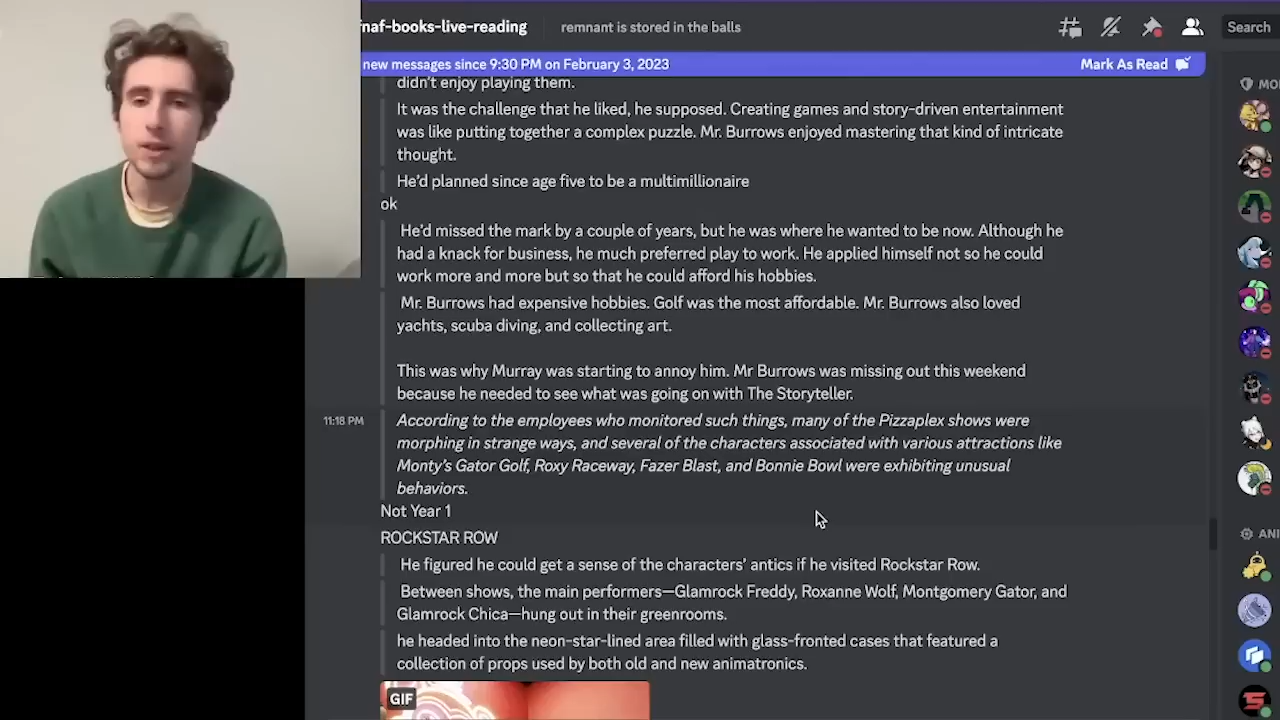 fnaf-books-live-reading
remnant is stored in the balls
Search
new messages since 9:30 PM on February 3, 2023
Mark As Read
didn't enjoy playing them.
It was the challenge that he liked, he supposed. Creating games and story-driven entertainment
was like putting together a complex puzzle. Mr. Burrows enjoyed mastering that kind of intricate
thought.
He'd planned since age five to be a multimillionaire
ok
He'd missed the mark by a couple of years, but he was where he wanted to be now. Although he
had a knack for business, he much preferred play to work. He applied himself not so he could
work more and more but so that he could afford his hobbies.
Mr. Burrows had expensive hobbies. Golf was the most affordable. Mr. Burrows also loved
yachts, scuba diving, and collecting art.
This was why Murray was starting to annoy him. Mr Burrows was missing out this weekend
because he needed to see what was going on with The Storyteller.
11:18 PM
According to the employees who monitored such things, many of the Pizzaplex shows were
morphing in strange ways, and several of the characters associated with various attractions like
Monty's Gator Golf, Roxy Raceway, Fazer Blast, and Bonnie Bowl were exhibiting unusual
behaviors.
Not Year 1
ROCKSTAR ROW
He figured he could get a sense of the characters' antics if he visited Rockstar Row.
Between shows, the main performers—Glamrock Freddy, Roxanne Wolf, Montgomery Gator, and
Glamrock Chica—hung out in their greenrooms.
he headed into the neon-star-lined area filled with glass-fronted cases that featured a
collection of props used by both old and new animatronics.
GIF
MO
ANI